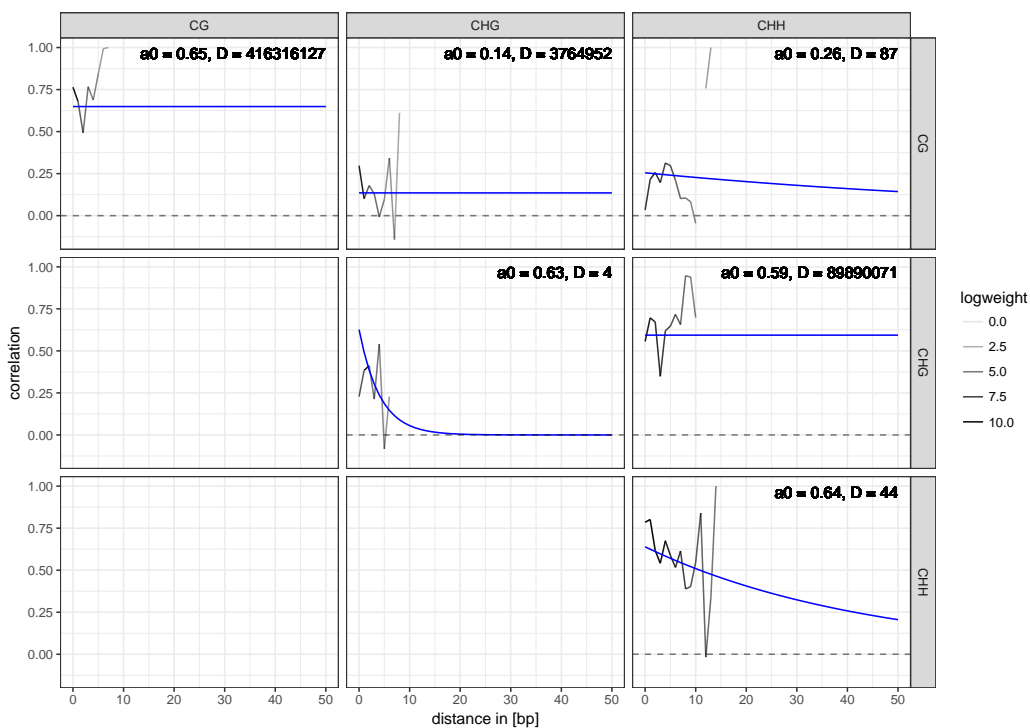 CG CHG CHH
1.00 0.75 0.50 0.25 0.00
a0 = 0.65, D = 416316127
a0 = 0.14, D = 3764952
a0 = 0.26, D = 87
CG
1.00 0.75 0.50 0.25 0.00
a0 = 0.63, D = 4
a0 = 0.59, D = 89890071
CHG
1.00 0.75 0.50 0.25 0.00
a0 = 0.64, D = 44
CHH
0 10 20 30 40 50 0 10 20 30 40 50 0 10 20 30 40 50
distance in [bp]
correlation
logweight
0.0
2.5
5.0
7.5
10.0